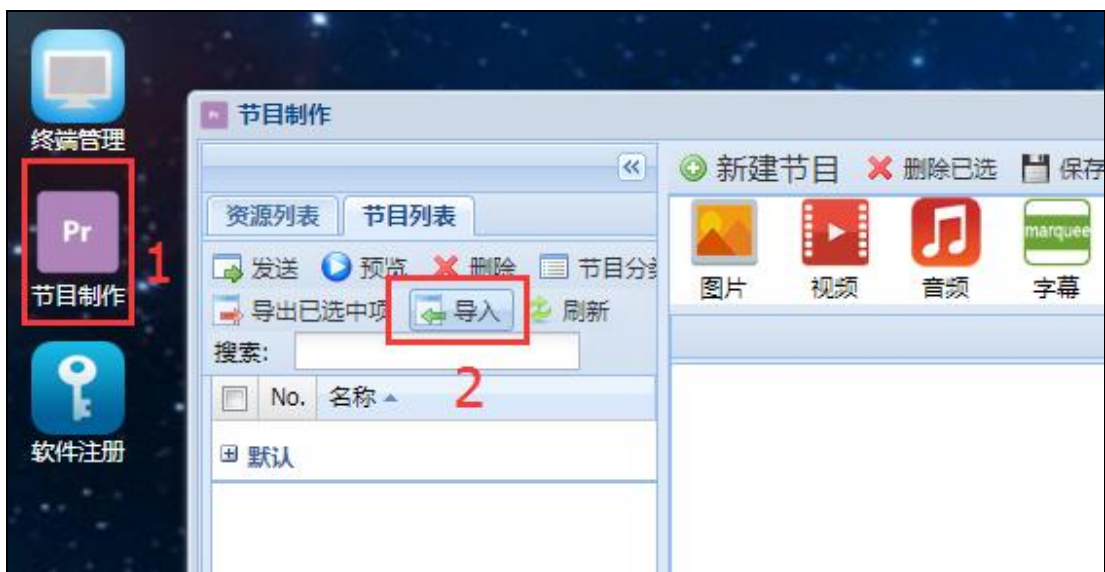 终端管理
Pr
节目制作
1
软件注册
Pr 节目制作
资源列表 节目列表
发送 预览 删除 节目分类
导出已选中项 导入 刷新
搜索:
2
No. 名称
默认
新建节目 删除已选 保存
marquee
图片 视频 音频 字幕